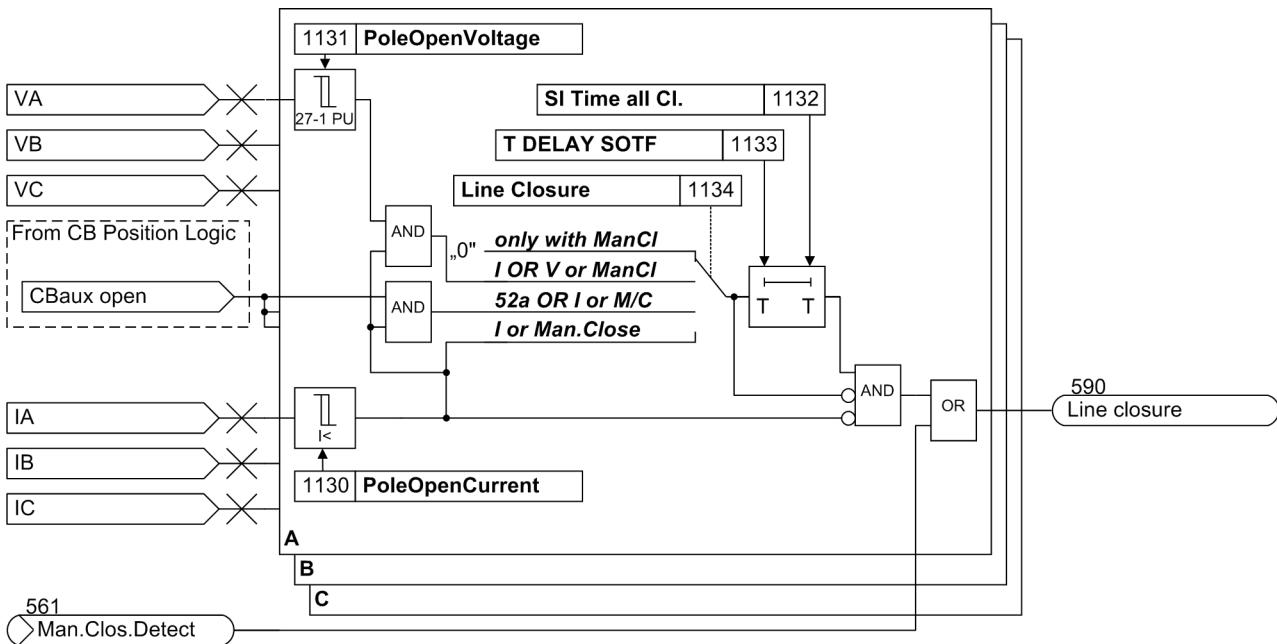 1131 PoleOpenVoltage
27-1 PU
VA
VB
VC
SI Time all Cl. 1132
T DELAY SOTF 1133
Line Closure 1134
From CB Position Logic
CBaux open
AND
AND
„0"
only with ManCl
I OR V or ManCl
52a OR I or M/C
I or Man.Close
T T
IA
IB
IC
I<
1130 PoleOpenCurrent
AND
OR
590
Line closure
A
B
C
561
Man.Clos.Detect